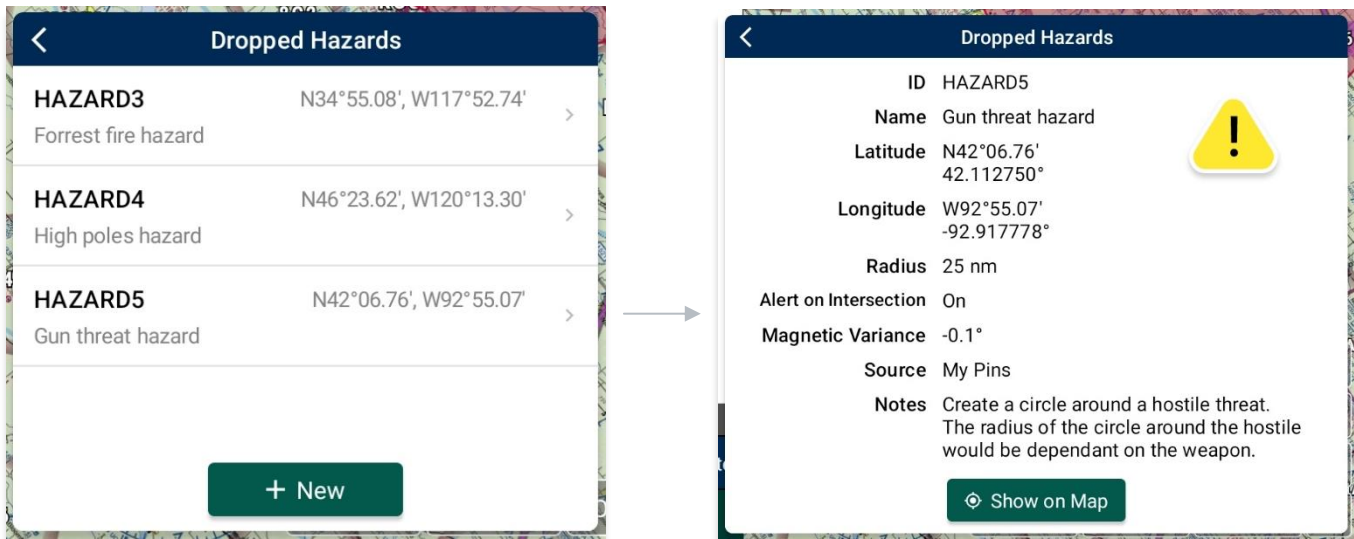 Dropped Hazards
HAZARD3 N34°55.08', W117°52.74'
Forrest fire hazard
HAZARD4 N46°23.62', W120°13.30'
High poles hazard
HAZARD5 N42°06.76', W92°55.07'
Gun threat hazard
+ New
Dropped Hazards
ID HAZARD5
Name Gun threat hazard
!
Latitude N42°06.76'
42.112750°
Longitude W92°55.07'
-92.917778°
Radius 25 nm
Alert on Intersection On
Magnetic Variance -0.1°
Source My Pins
Notes Create a circle around a hostile threat.
The radius of the circle around the hostile
would be dependant on the weapon.
Show on Map